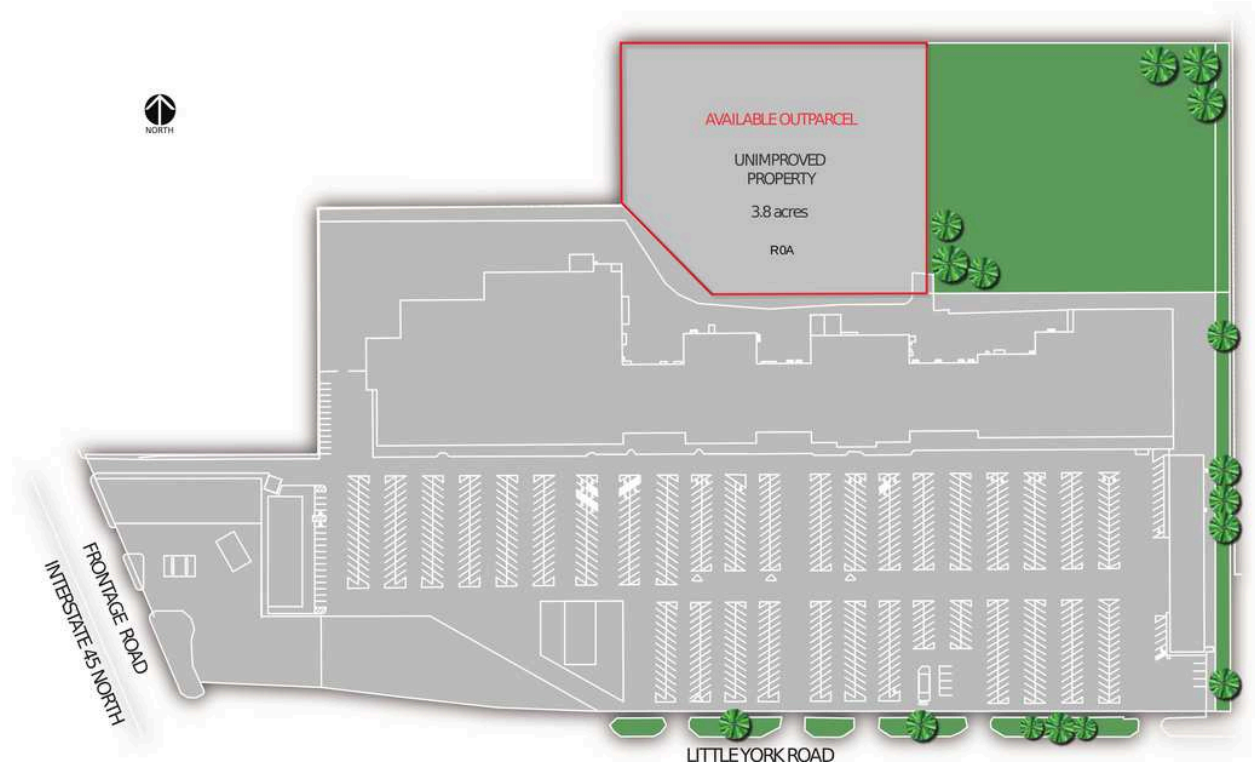 NORTH
AVAILABLE OUTPARCEL
UNIMPROVED
PROPERTY
3.8 acres
R0A
FRONTAGE ROAD
INTERSTATE 45 NORTH
LITTLE YORK ROAD